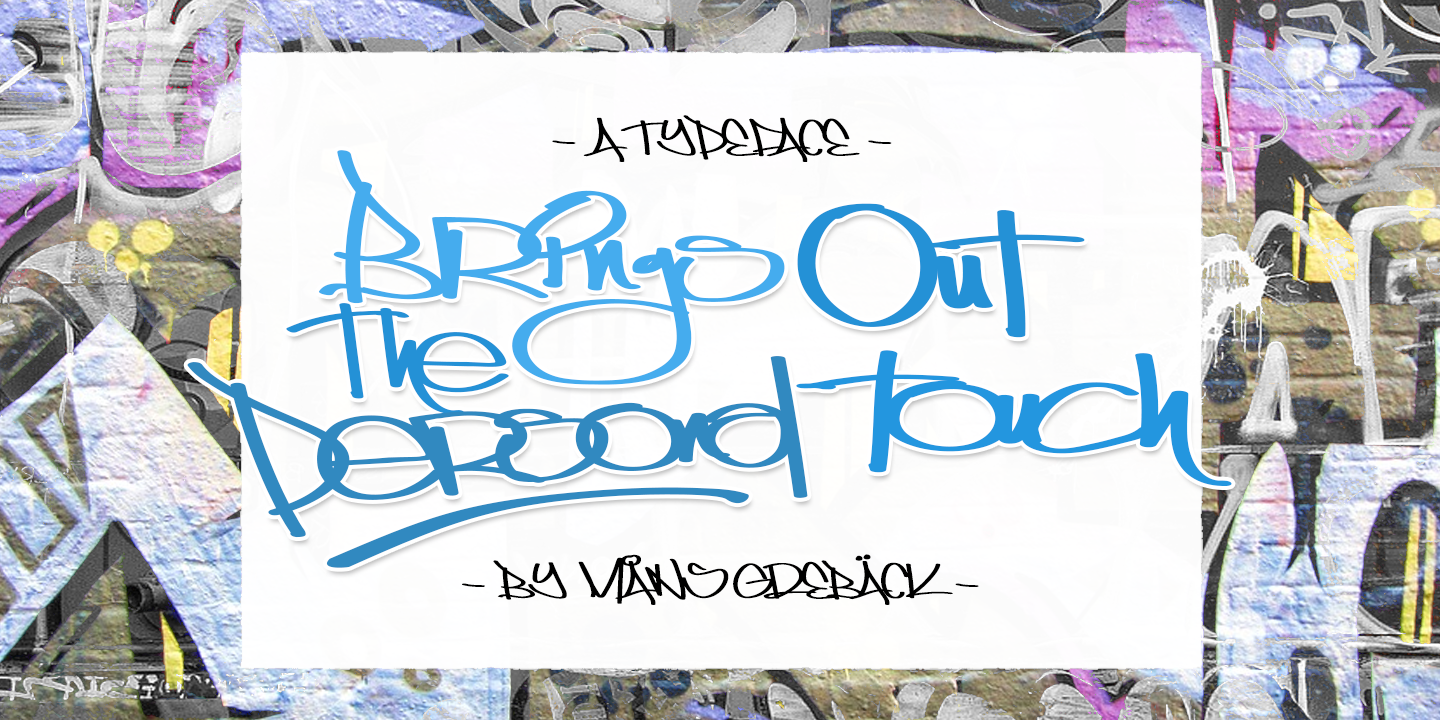 - A TYPEFACE -
Brings Out
the
Personal Touch
- BY MÅNS GREBÄCK -